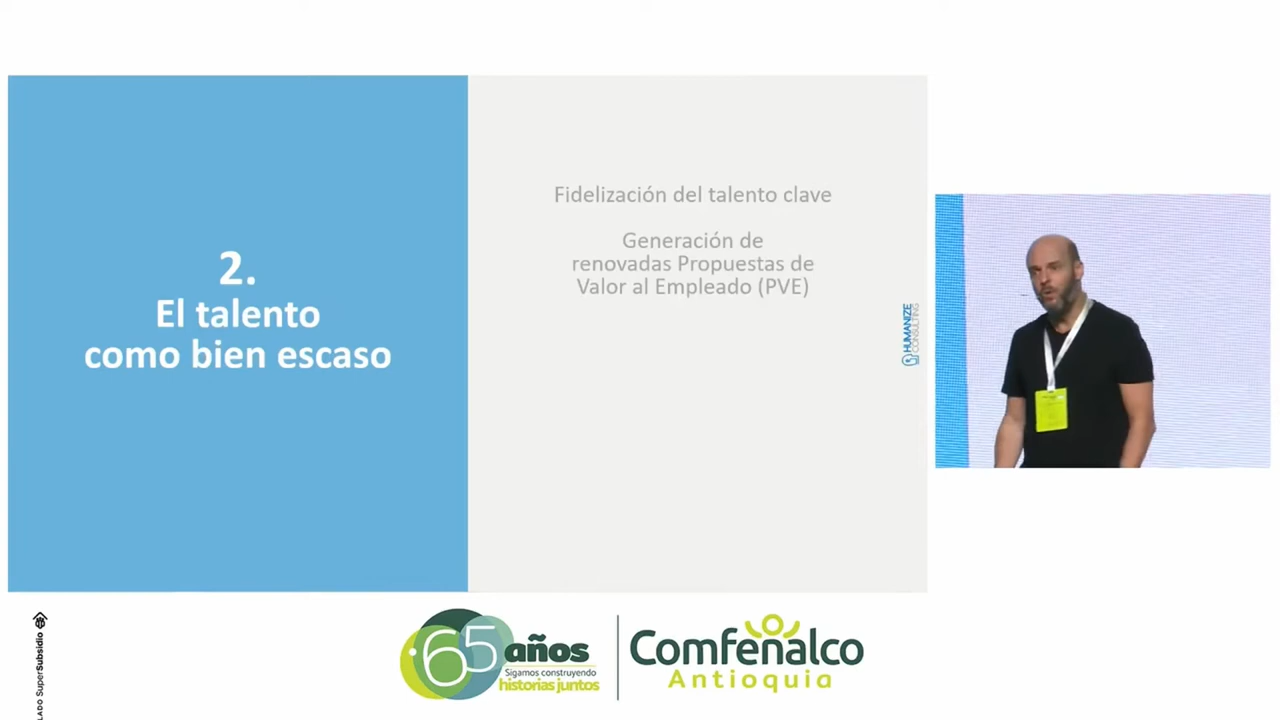 2.
El talento
como bien escaso
Fidelización del talento clave
Generación de
renovadas Propuestas de
Valor al Empleado (PVE)
HUMANIZE
CONSULTING
65 años
Sigamos construyendo
historias juntos
Comfenalco
Antioquia
LADO SuperSubsidio